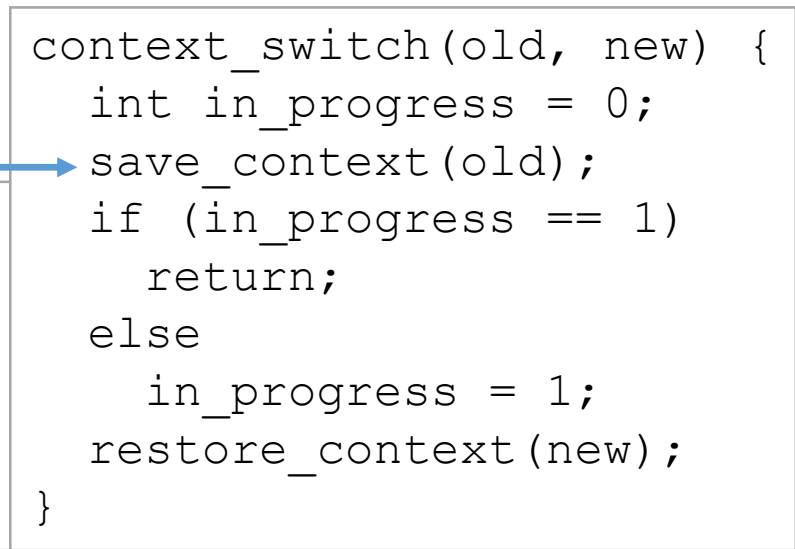 context_switch(old, new) {
  int in_progress = 0;
  save_context(old);
  if (in_progress == 1)
    return;
  else
    in_progress = 1;
  restore_context(new);
}